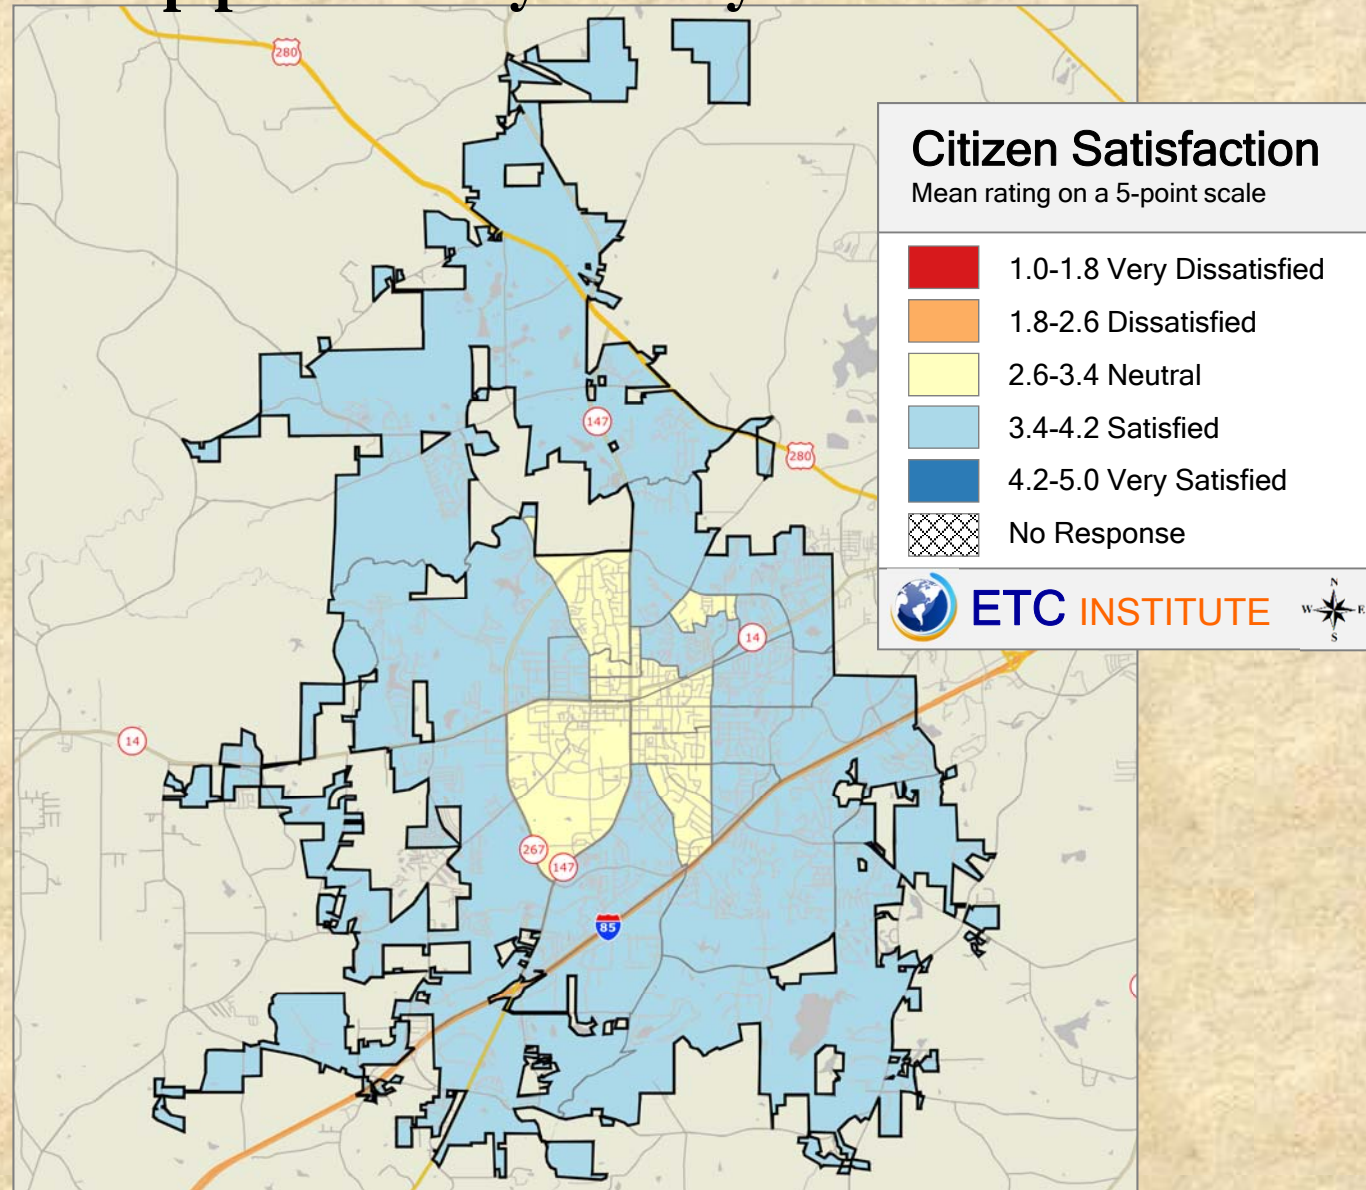 280
Citizen Satisfaction
Mean rating on a 5-point scale
1.0-1.8 Very Dissatisfied
1.8-2.6 Dissatisfied
2.6-3.4 Neutral
147
3.4-4.2 Satisfied
280
4.2-5.0 Very Satisfied
No Response
ETC INSTITUTE
N
W E
S
14
14
267
147
85